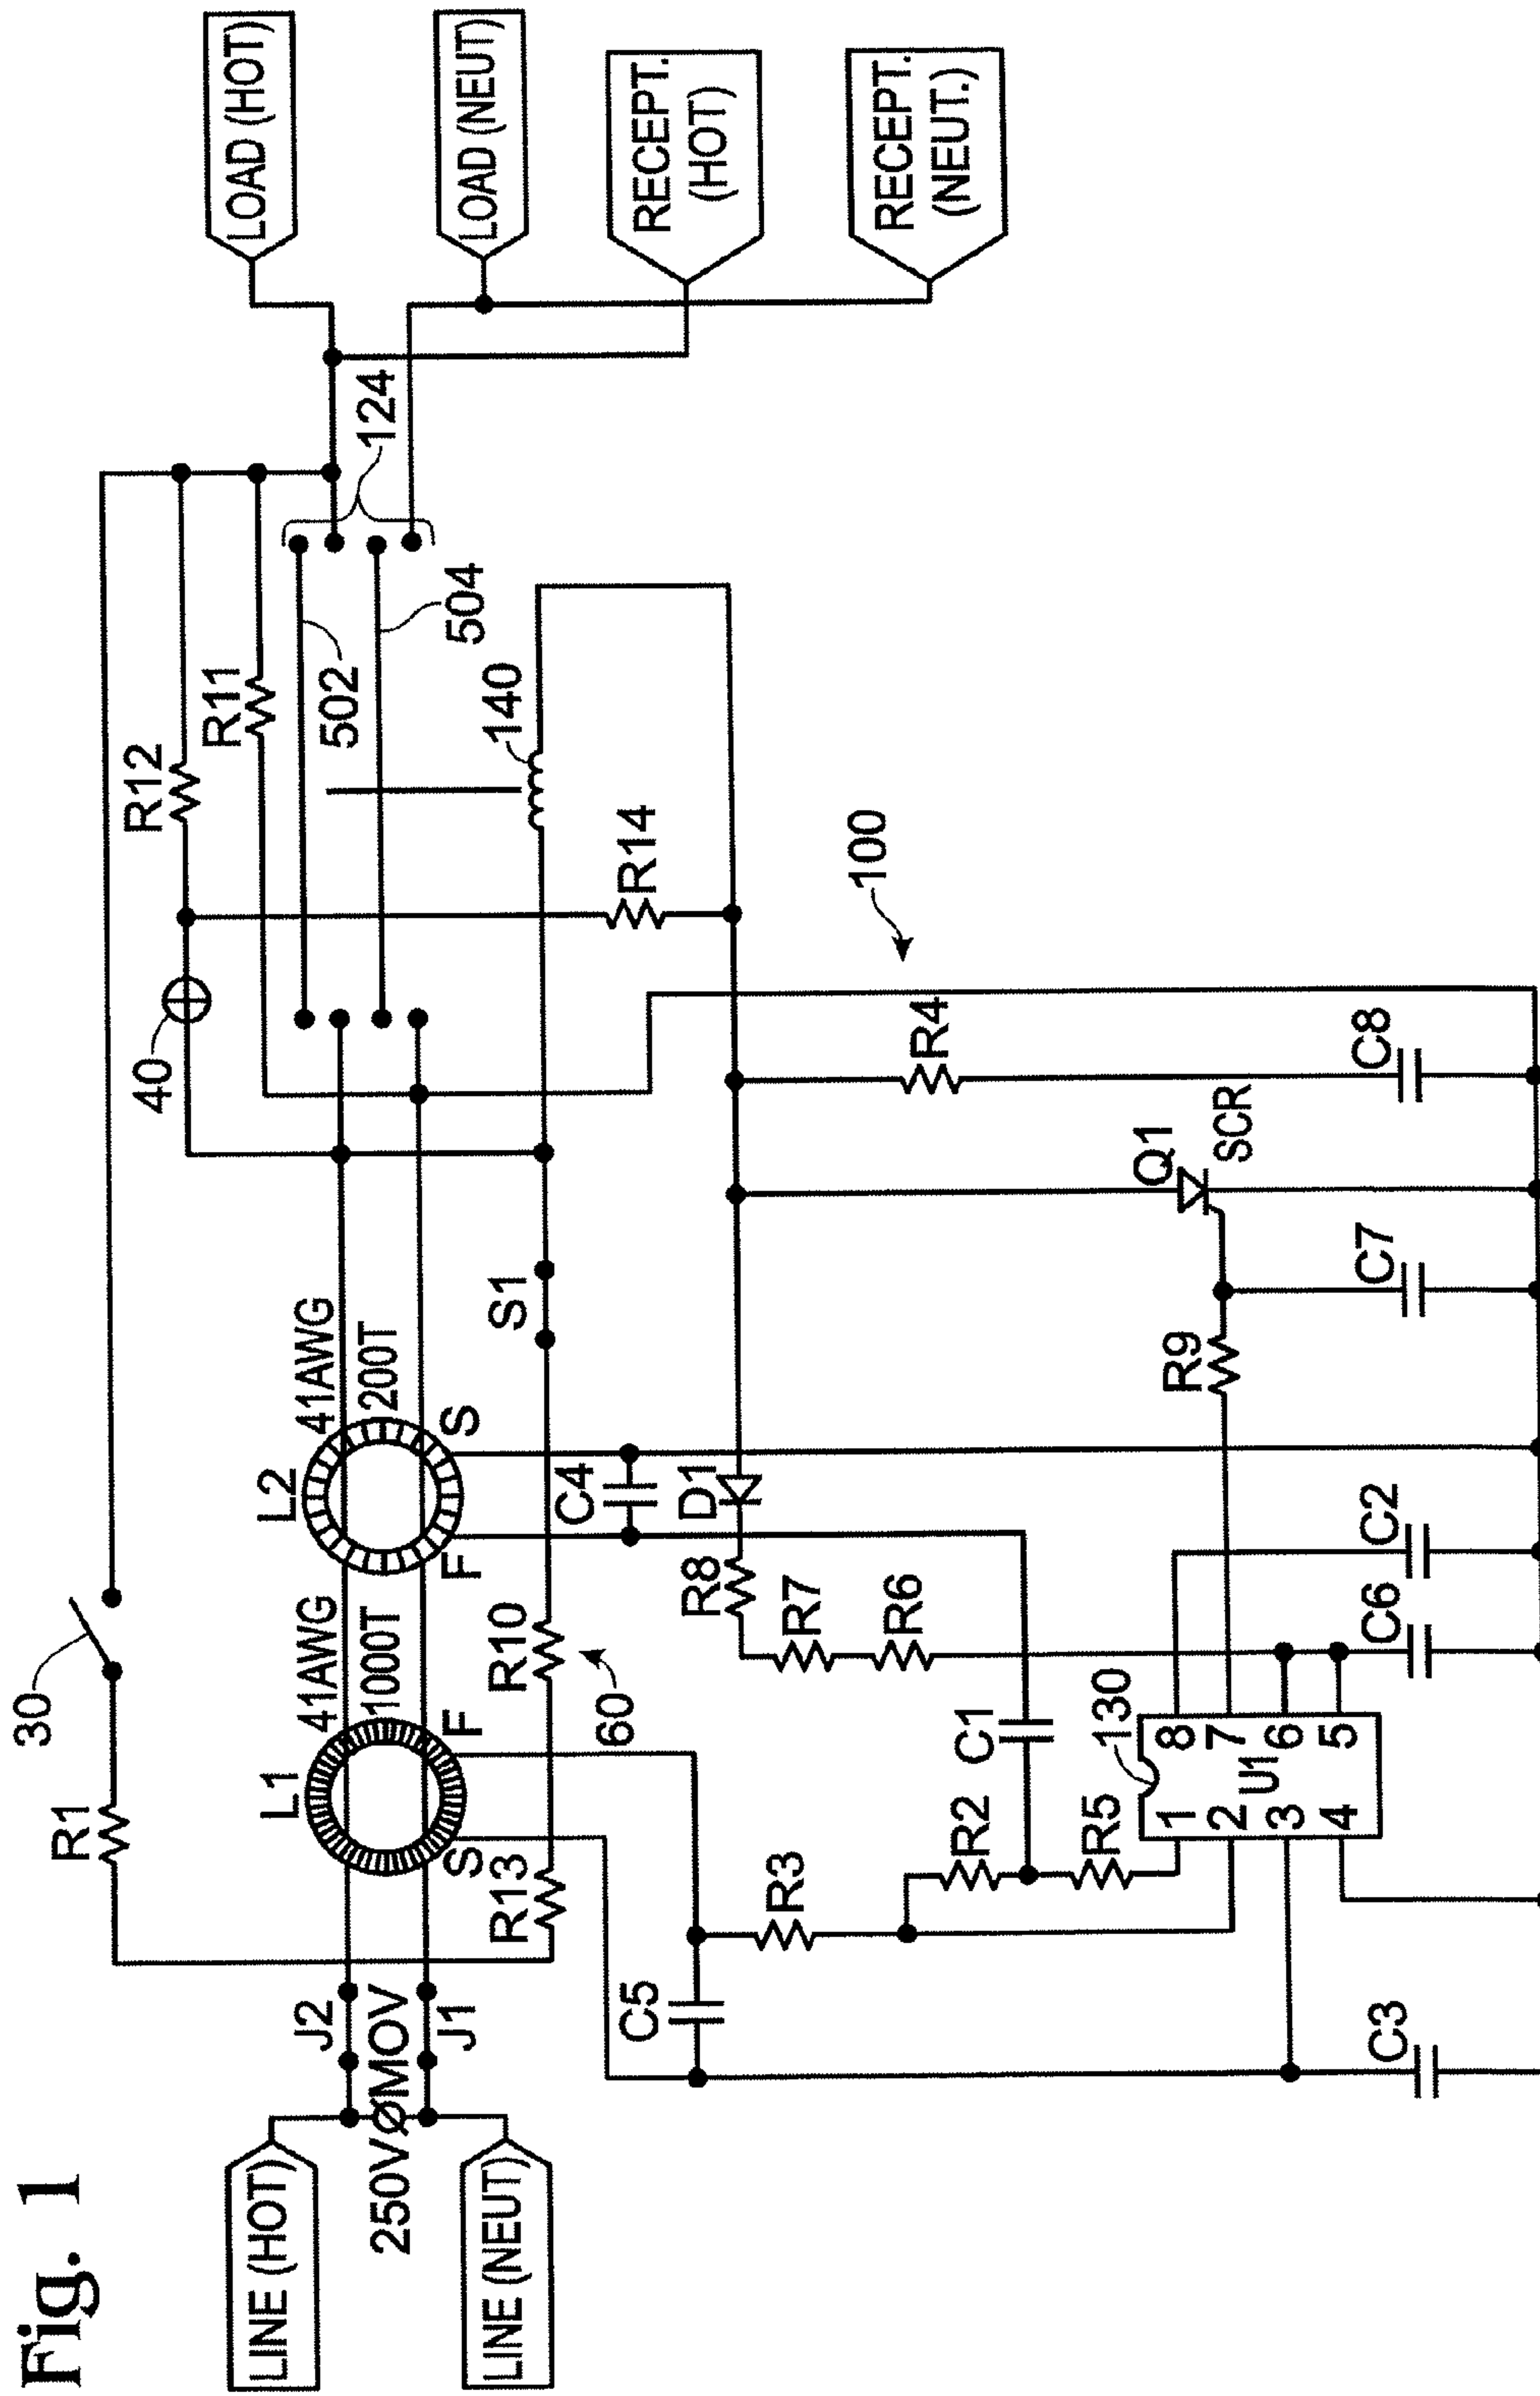 Fig. 1
30
R1
R12
R11
40
LOAD (HOT)
LINE (HOT)
J2
L1
41AWG
1000T
L2
41AWG
200T
502
124
LOAD (NEUT)
250V MOV
504
LINE (NEUT)
J1
S
F
F
S
140
R13
R10
S1
60
RECEPT.
(HOT)
C5
C4
R14
R8
D1
R3
R7
R6
100
RECEPT.
(NEUT.)
R2
C1
R4
R5
130
Q1
SCR
R9
1
2
3
4
U1
8
7
6
5
C3
C6
C2
C7
C8